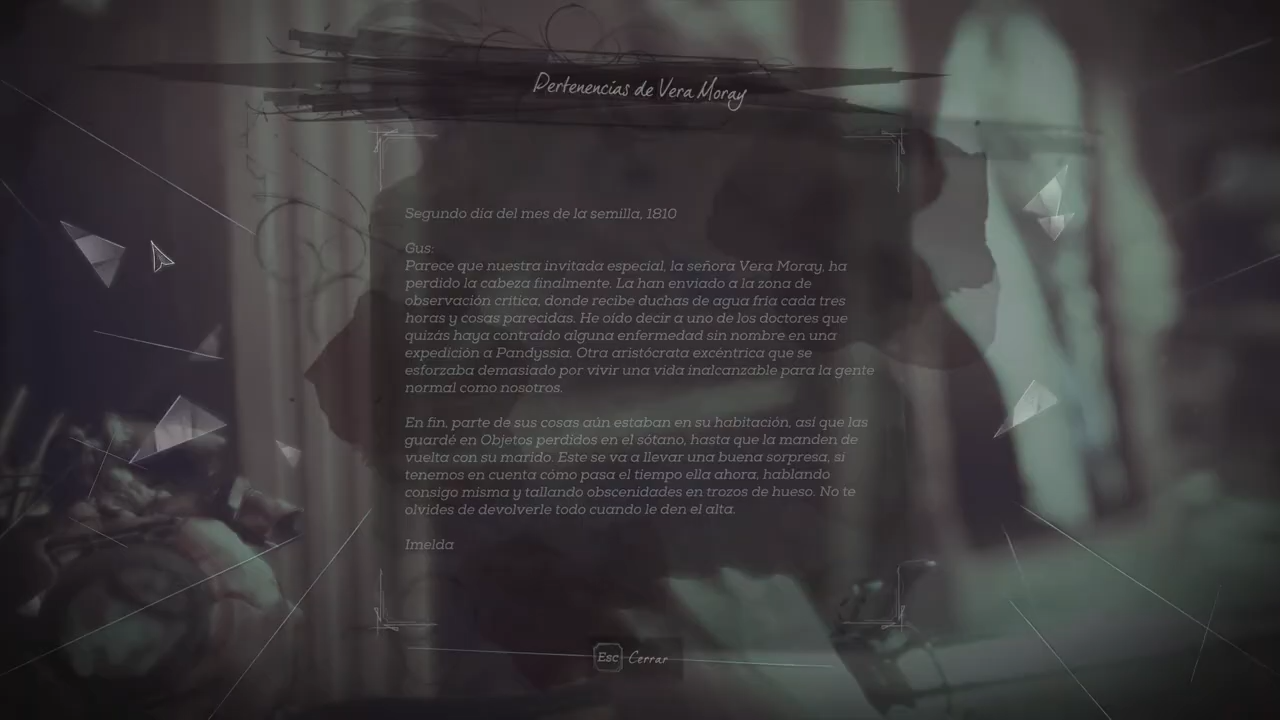 Pertenencias de Vera Moray
Segundo día del mes de la semilla, 1810
Gus:
Parece que nuestra invitada especial, la señora Vera Moray, ha
perdido la cabeza finalmente. La han enviado a la zona de
observación crítica, donde recibe duchas de agua fría cada tres
horas y cosas parecidas. He oído decir a uno de los doctores que
quizás haya contraído alguna enfermedad sin nombre en una
expedición a Pandyssia. Otra aristócrata excéntrica que se
esforzaba demasiado por vivir una vida inalcanzable para la gente
normal como nosotros.
En fin, parte de sus cosas aún estaban en su habitación, así que las
guardé en Objetos perdidos en el sótano, hasta que la manden de
vuelta con su marido. Este se va a llevar una buena sorpresa, si
tenemos en cuenta cómo pasa el tiempo ella ahora, hablando
consigo misma y tallando obscenidades en trozos de hueso. No te
olvides de devolverle todo cuando le den el alta.
Imelda
Esc Cerrar